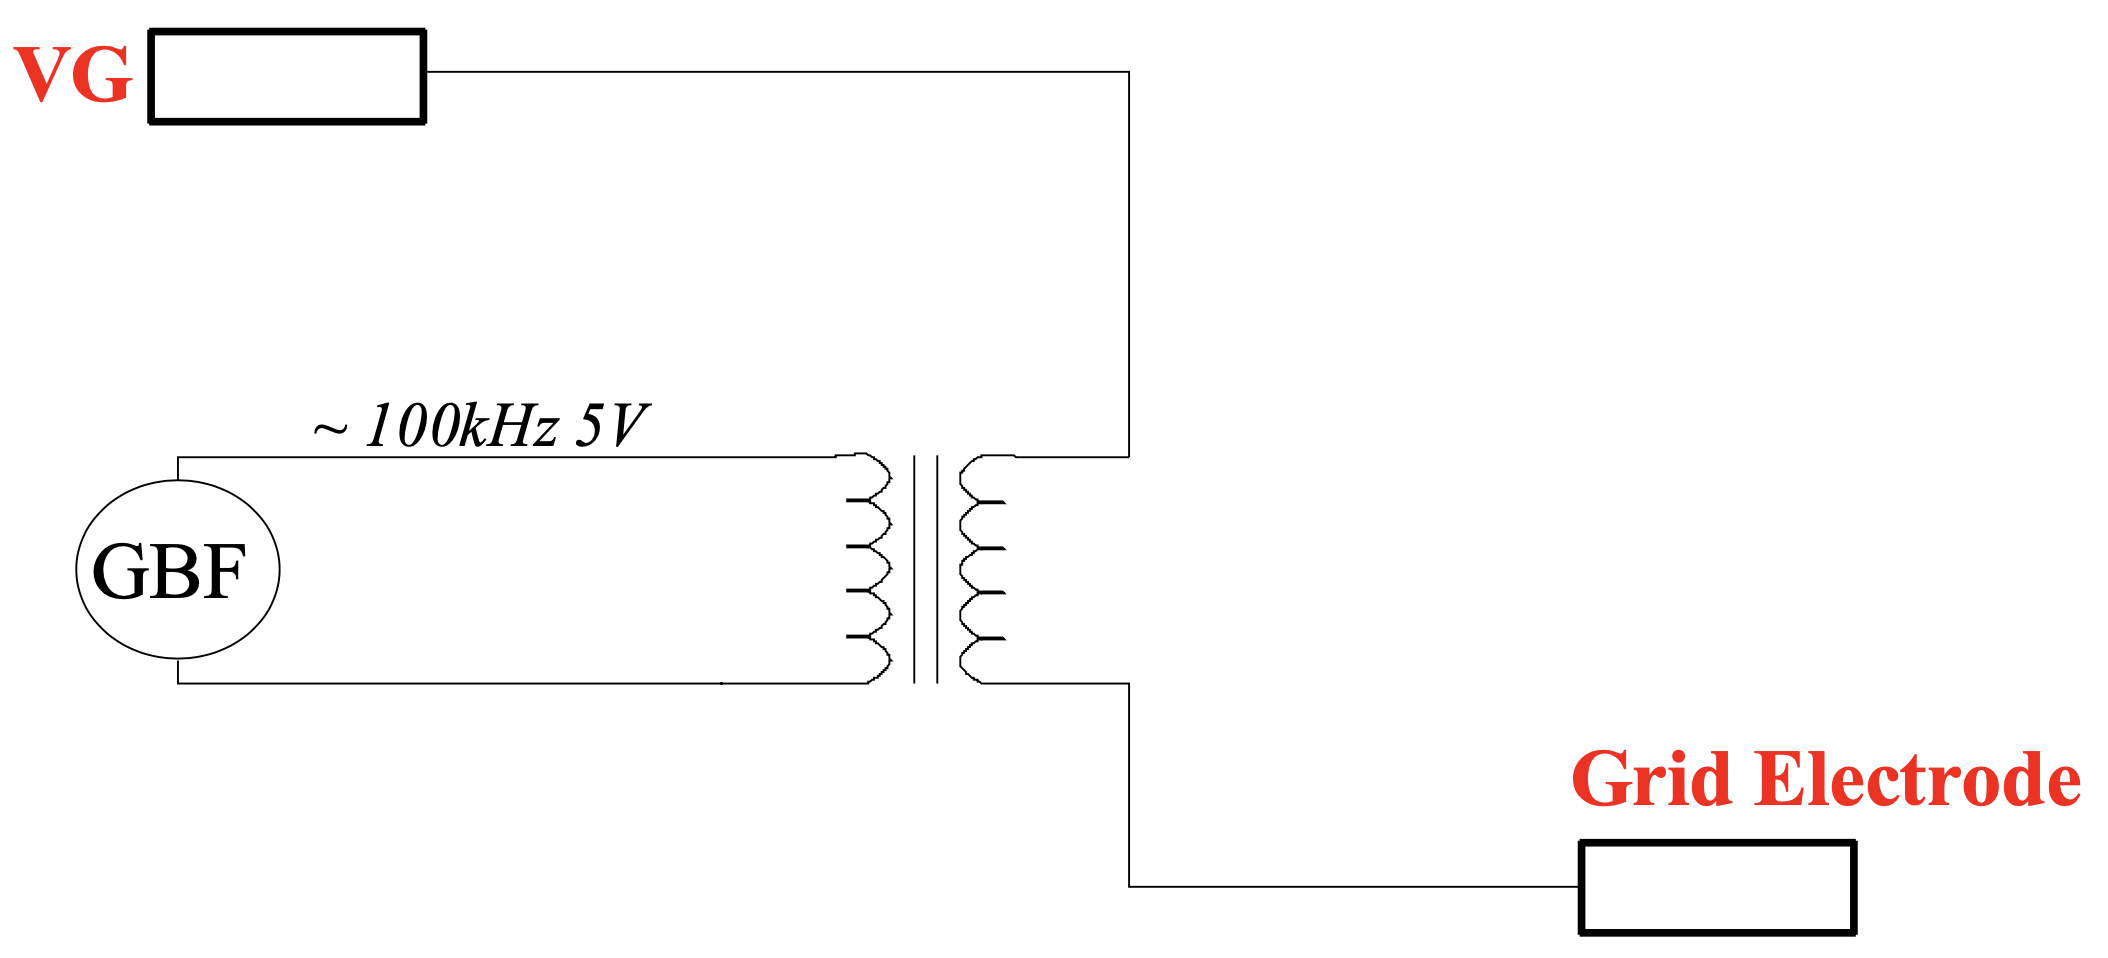 VG
~ 100kHz 5V
GBF
Grid Electrode